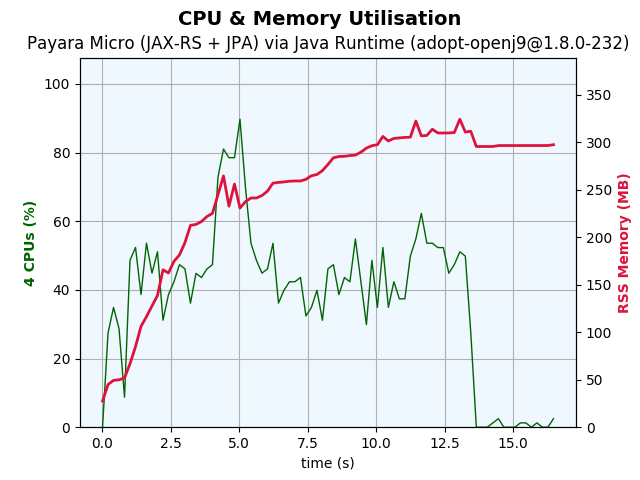 CPU & Memory Utilisation
Payara Micro (JAX-RS + JPA) via Java Runtime (adopt-openj9@1.8.0-232)
100
80
60
40
20
0
4 CPUs (%)
350
300
250
200
150
100
50
0
RSS Memory (MB)
0.0 2.5 5.0 7.5 10.0 12.5 15.0
time (s)